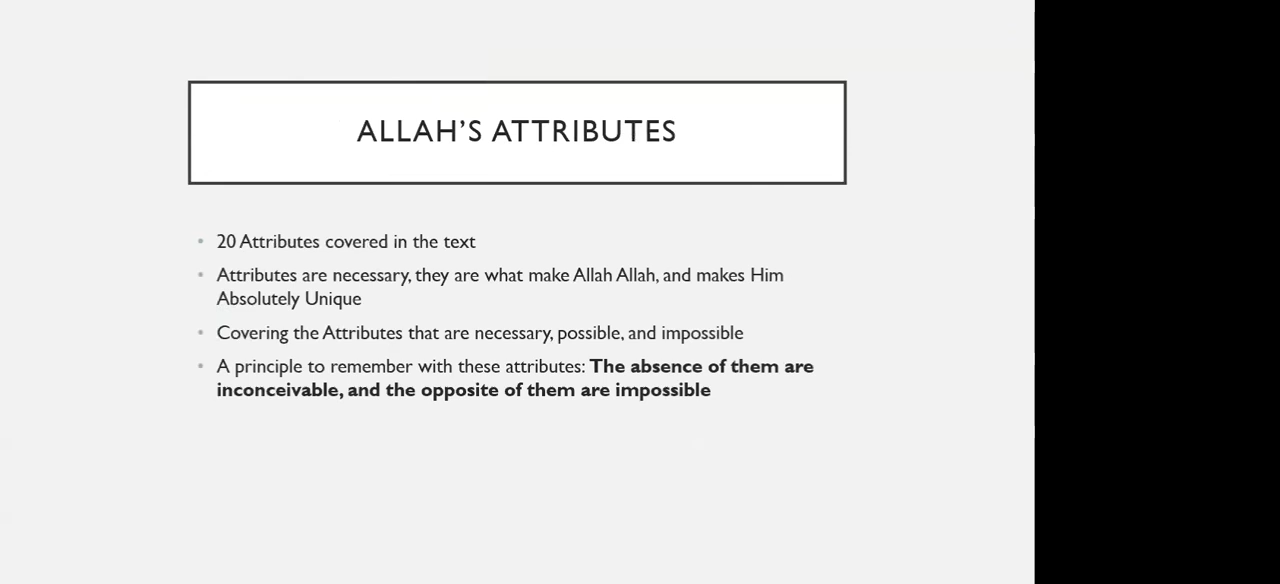 ALLAH’S ATTRIBUTES
• 20 Attributes covered in the text
• Attributes are necessary, they are what make Allah Allah, and makes Him
Absolutely Unique
• Covering the Attributes that are necessary, possible, and impossible
• A principle to remember with these attributes: The absence of them are
inconceivable, and the opposite of them are impossible